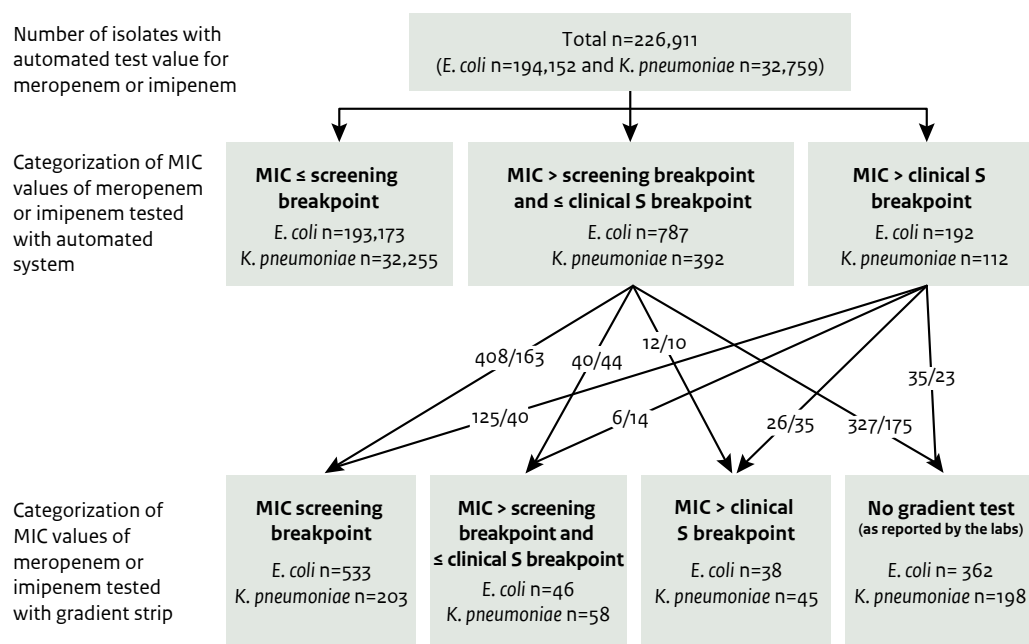 Number of isolates with
automated test value for
meropenem or imipenem
Total n=226,911
(E. coli n=194,152 and K. pneumoniae n=32,759)
Categorization of MIC
values of meropenem
or imipenem tested
with automated
system
MIC ≤ screening
breakpoint
E. coli n=193,173
K. pneumoniae n=32,255
MIC > screening breakpoint
and ≤ clinical S breakpoint
E. coli n=787
K. pneumoniae n=392
MIC > clinical S
breakpoint
E. coli n=192
K. pneumoniae n=112
408/163
40/44
12/10
35/23
125/40
6/14
26/35
327/175
Categorization of
MIC values of
meropenem or
imipenem tested
with gradient strip
MIC screening
breakpoint
E. coli n=533
K. pneumoniae n=203
MIC > screening
breakpoint and
≤ clinical S breakpoint
E. coli n=46
K. pneumoniae n=58
MIC > clinical
S breakpoint
E. coli n=38
K. pneumoniae n=45
No gradient test
(as reported by the labs)
E. coli n= 362
K. pneumoniae n=198